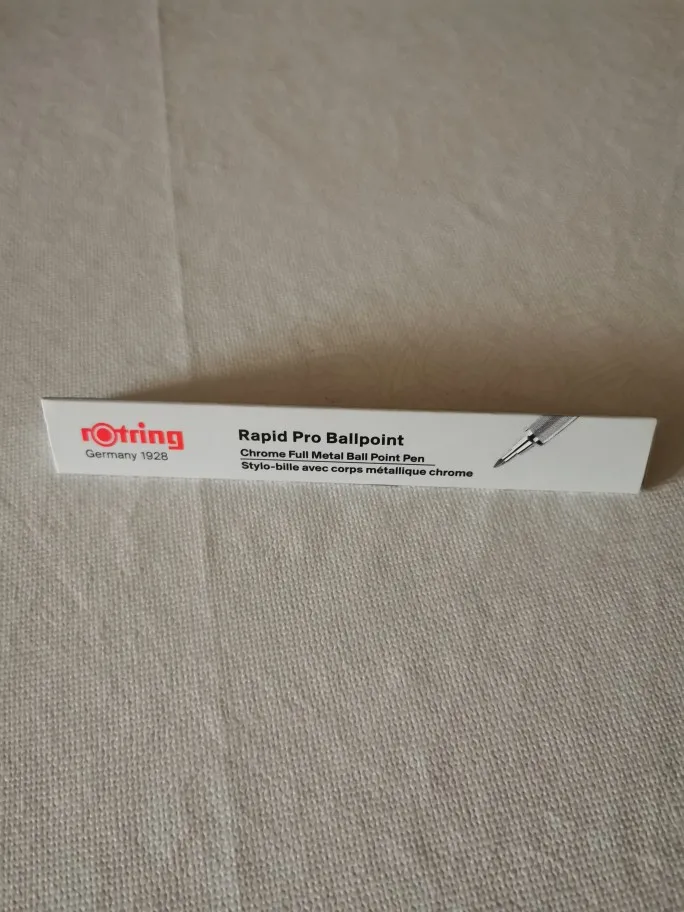 rotring
Germany 1928
Rapid Pro Ballpoint
Chrome Full Metal Ball Point Pen
Stylo-bille avec corps métallique chrome